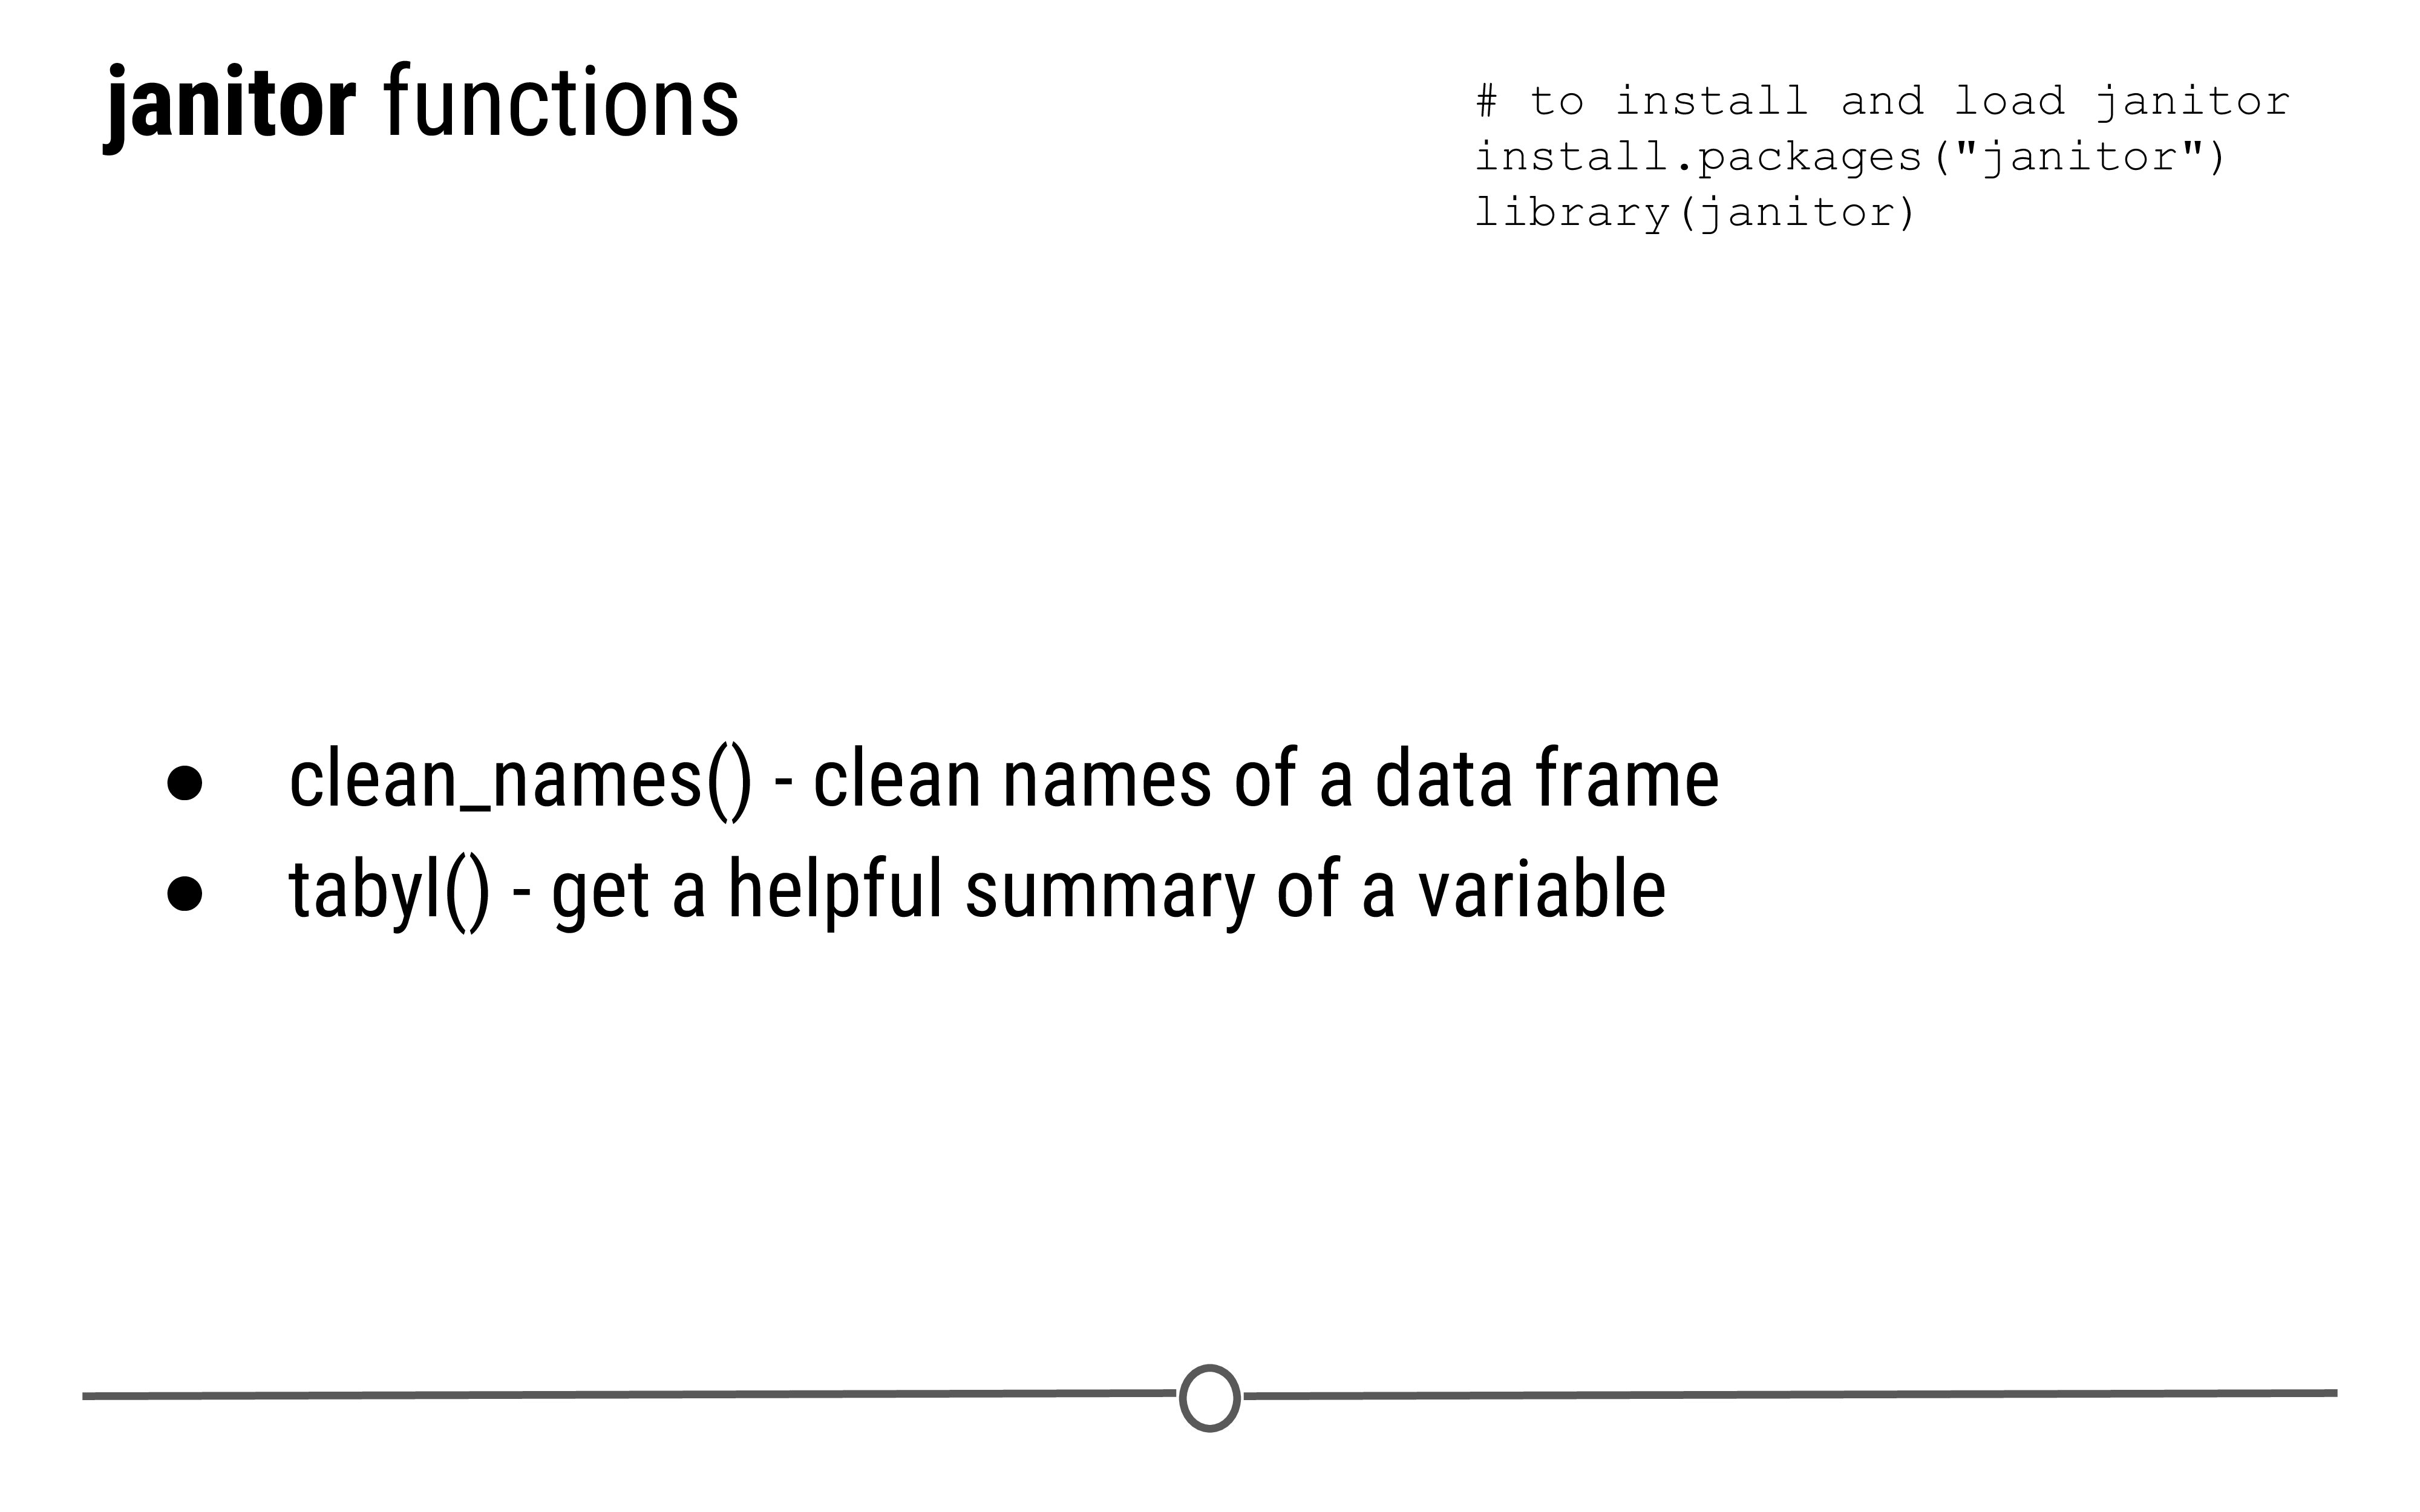 janitor functions
# to install and load janitor
install.packages("janitor")
library(janitor)
● clean_names() - clean names of a data frame
● tabyl() - get a helpful summary of a variable